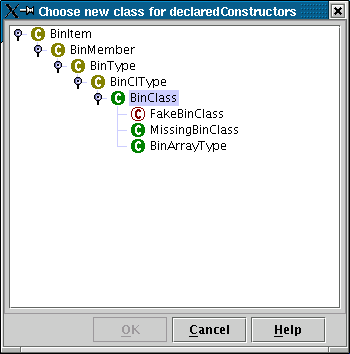 Choose new class for declaredConstructors
C BinItem
C BinMember
C BinType
C BinCIType
C BinClass
C FakeBinClass
C MissingBinClass
C BinArrayType
OK Cancel Help